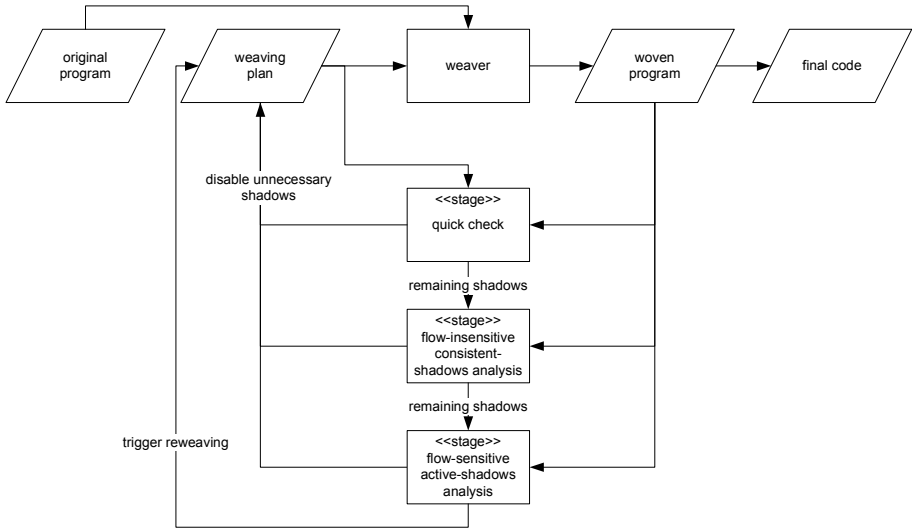 original
program
weaving
plan
weaver
woven
program
final code
disable unnecessary
shadows
<<stage>>
quick check
remaining shadows
<<stage>>
flow-insensitive
consistent-
shadows analysis
remaining shadows
trigger reweaving
<<stage>>
flow-sensitive
active-shadows
analysis